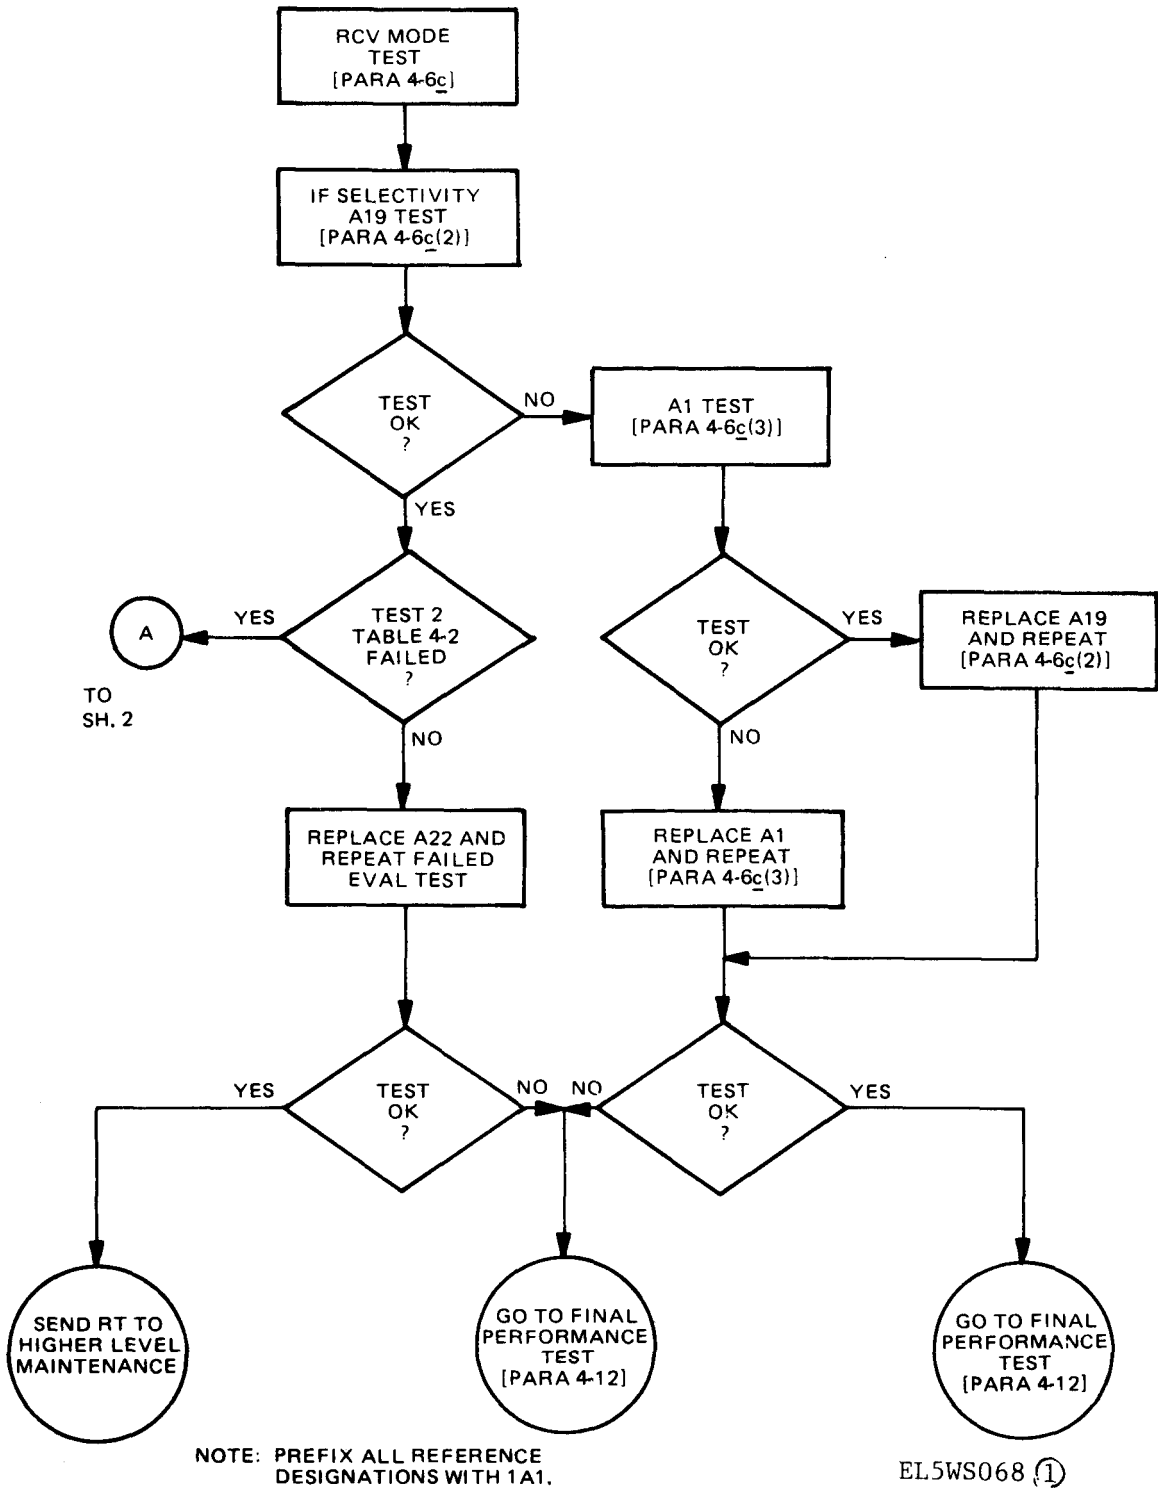 RCV MODE
TEST
[PARA 4-6c]
IF SELECTIVITY
A19 TEST
[PARA 4-6c(2)]
TEST
OK
?
NO
A1 TEST
[PARA 4-6c(3)]
YES
TEST 2
TABLE 4-2
FAILED
?
YES
A
TO
SH. 2
NO
TEST
OK
?
YES
REPLACE A19
AND REPEAT
[PARA 4-6c(2)]
NO
REPLACE A22 AND
REPEAT FAILED
EVAL TEST
REPLACE A1
AND REPEAT
[PARA 4-6c(3)]
YES
TEST
OK
?
NO
NO
TEST
OK
?
YES
SEND RT TO
HIGHER LEVEL
MAINTENANCE
GO TO FINAL
PERFORMANCE
TEST
[PARA 4-12]
GO TO FINAL
PERFORMANCE
TEST
[PARA 4-12]
NOTE: PREFIX ALL REFERENCE
DESIGNATIONS WITH 1A1.
EL5WS068 ①